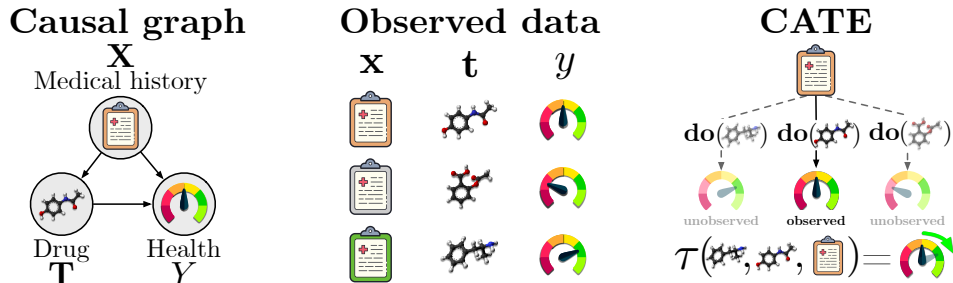 Causal graph
X
Medical history
Drug
T
Health
Y
Observed data
x t y
CATE
do( ) do( ) do( )
unobserved observed unobserved
τ( , , ) =